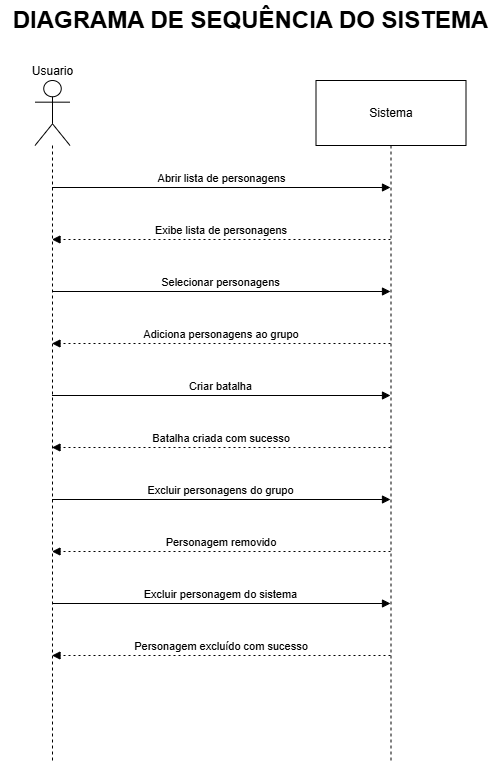 DIAGRAMA DE SEQUÊNCIA DO SISTEMA
Usuario
Sistema
Abrir lista de personagens
Exibe lista de personagens
Selecionar personagens
Adiciona personagens ao grupo
Criar batalha
Batalha criada com sucesso
Excluir personagens do grupo
Personagem removido
Excluir personagem do sistema
Personagem excluído com sucesso